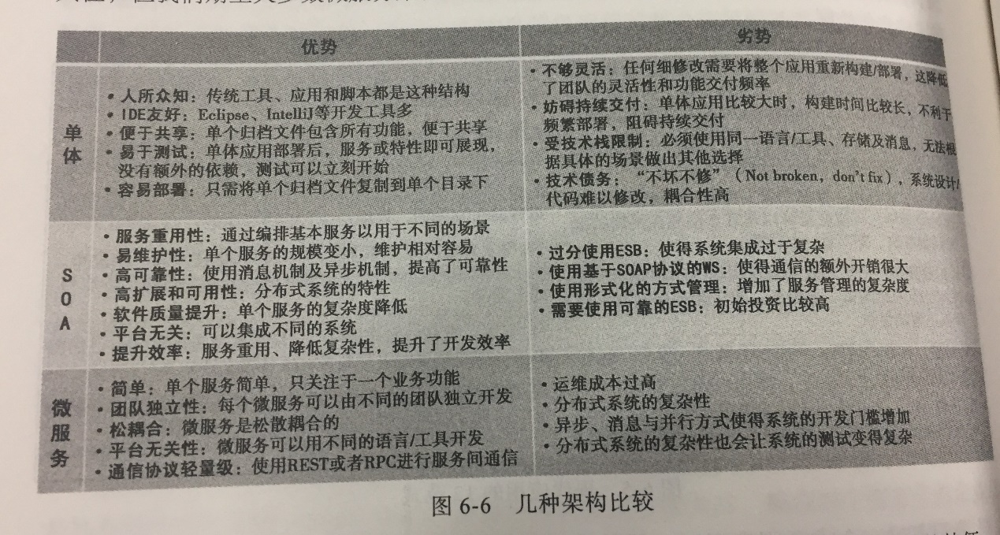 优势
劣势
单体
• 人所众知：传统工具、应用和脚本都是这种结构
• IDE友好：Eclipse、IntelliJ等开发工具多
• 便于共享：单个归档文件包含所有功能，便于共享
• 易于测试：单体应用部署后，服务或特性即可展现，
没有额外的依赖，测试可以立刻开始
• 容易部署：只需将单个归档文件复制到单个目录下
• 不够灵活：任何细修改需要将整个应用重新构建/部署，这降低
了团队的灵活性和功能交付频率
• 妨碍持续交付：单体应用比较大时，构建时间比较长，不利于
频繁部署，阻碍持续交付
• 受技术栈限制：必须使用同一语言/工具、存储及消息，无法根
据具体的场景做出其他选择
• 技术债务：“不坏不修”（Not broken，don't fix），系统设计/
代码难以修改，耦合性高
SOA
• 服务重用性：通过编排基本服务以用于不同的场景
• 易维护性：单个服务的规模变小，维护相对容易
• 高可靠性：使用消息机制及异步机制，提高了可靠性
• 高扩展和可用性：分布式系统的特性
• 软件质量提升：单个服务的复杂度降低
• 平台无关：可以集成不同的系统
• 提升效率：服务重用、降低复杂性，提升了开发效率
• 过分使用ESB：使得系统集成过于复杂
• 使用基于SOAP协议的WS：使得通信的额外开销很大
• 使用形式化的方式管理：增加了服务管理的复杂度
• 需要使用可靠的ESB：初始投资比较高
微服务
• 简单：单个服务简单，只关注于一个业务功能
• 团队独立性：每个微服务可以由不同的团队独立开发
• 松耦合：微服务是松散耦合的
• 平台无关性：微服务可以用不同的语言/工具开发
• 通信协议轻量级：使用REST或者RPC进行服务间通信
• 运维成本过高
• 分布式系统的复杂性
• 异步、消息与并行方式使得系统的开发门槛增加
• 分布式系统的复杂性也会让系统的测试变得复杂
图 6-6 几种架构比较